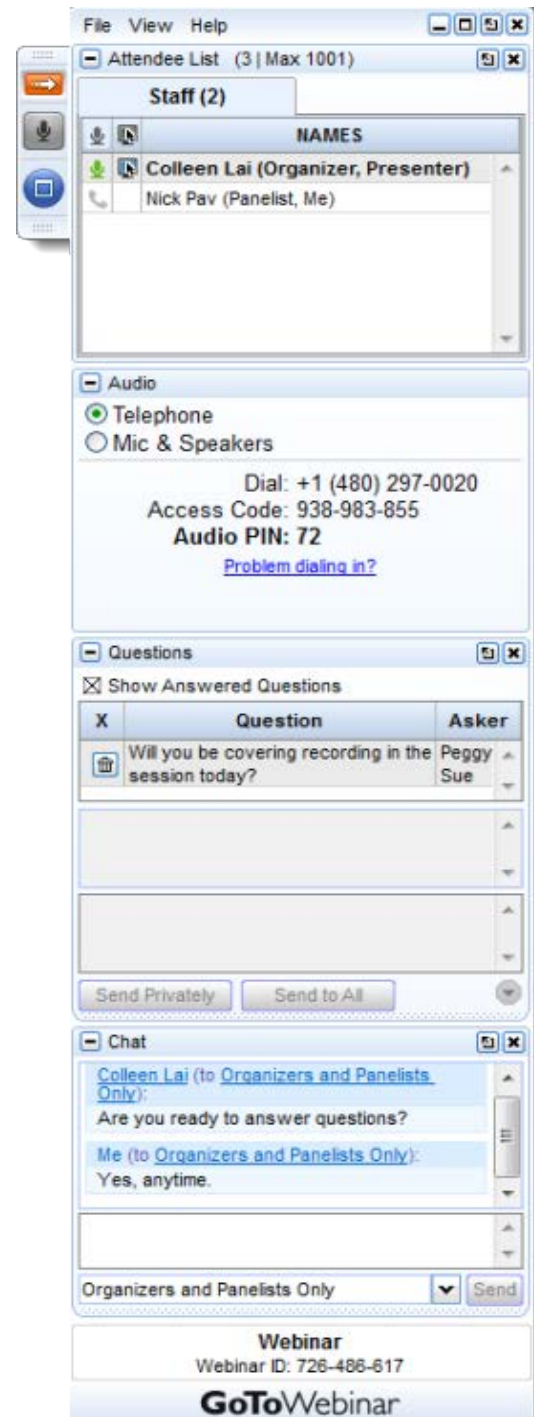 File View Help
Attendee List (3 | Max 1001)
Staff (2)
NAMES
Colleen Lai (Organizer, Presenter)
Nick Pav (Panelist, Me)
Audio
Telephone
Mic & Speakers
Dial: +1 (480) 297-0020
Access Code: 938-983-855
Audio PIN: 72
Problem dialing in?
Questions
Show Answered Questions
X Question Asker
Will you be covering recording in the Peggy
session today? Sue
Send Privately Send to All
Chat
Colleen Lai (to Organizers and Panelists
Only):
Are you ready to answer questions?
Me (to Organizers and Panelists Only):
Yes, anytime.
Organizers and Panelists Only Send
Webinar
Webinar ID: 726-486-617
GoToWebinar